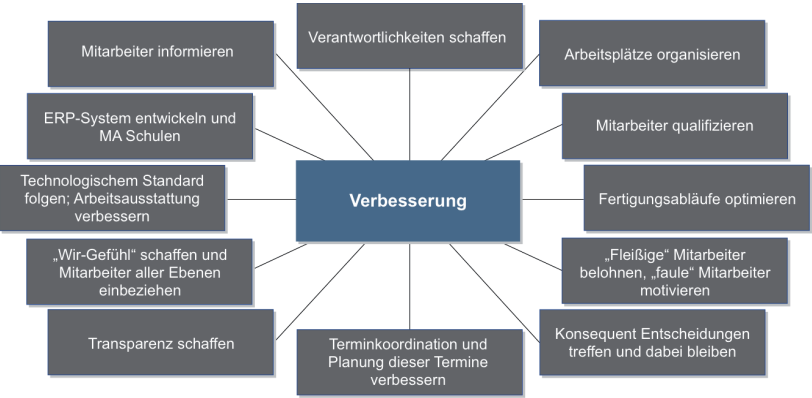 Verantwortlichkeiten schaffen
Mitarbeiter informieren
Arbeitsplätze organisieren
ERP-System entwickeln und
MA Schulen
Mitarbeiter qualifizieren
Technologischem Standard
folgen; Arbeitsausstattung
verbessern
Verbesserung
Fertigungsabläufe optimieren
„Wir-Gefühl“ schaffen und
Mitarbeiter aller Ebenen
einbeziehen
„Fleißige“ Mitarbeiter
belohnen, „faule“ Mitarbeiter
motivieren
Transparenz schaffen
Terminkoordination und
Planung dieser Termine
verbessern
Konsequent Entscheidungen
treffen und dabei bleiben